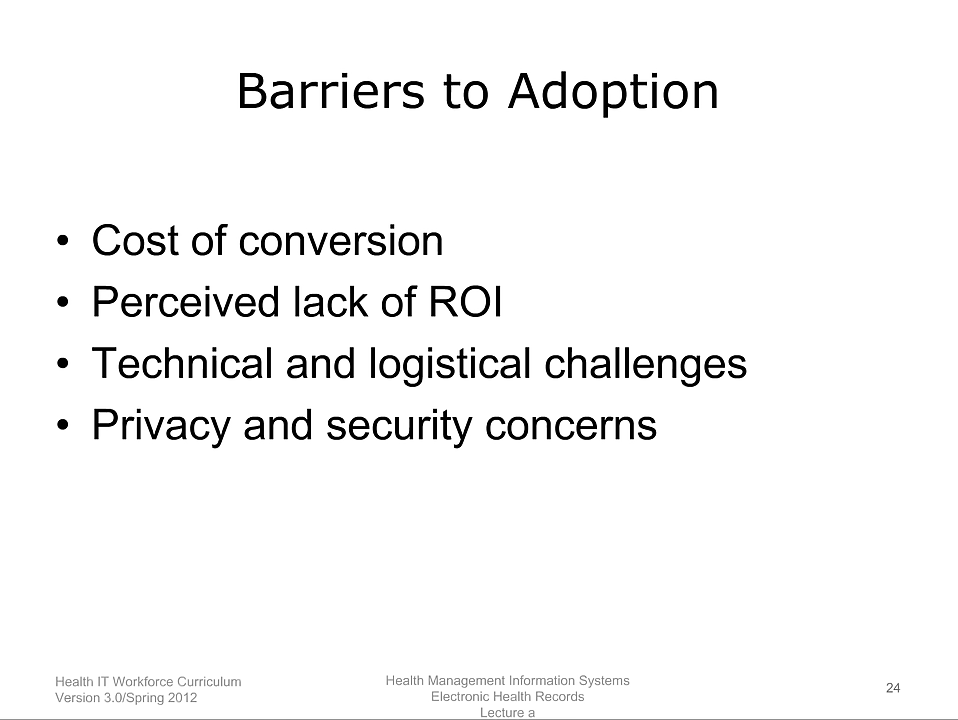 Barriers to Adoption
• Cost of conversion
• Perceived lack of ROI
• Technical and logistical challenges
• Privacy and security concerns
Health IT Workforce Curriculum
Version 3.0/Spring 2012
Health Management Information Systems
Electronic Health Records
Lecture a
24